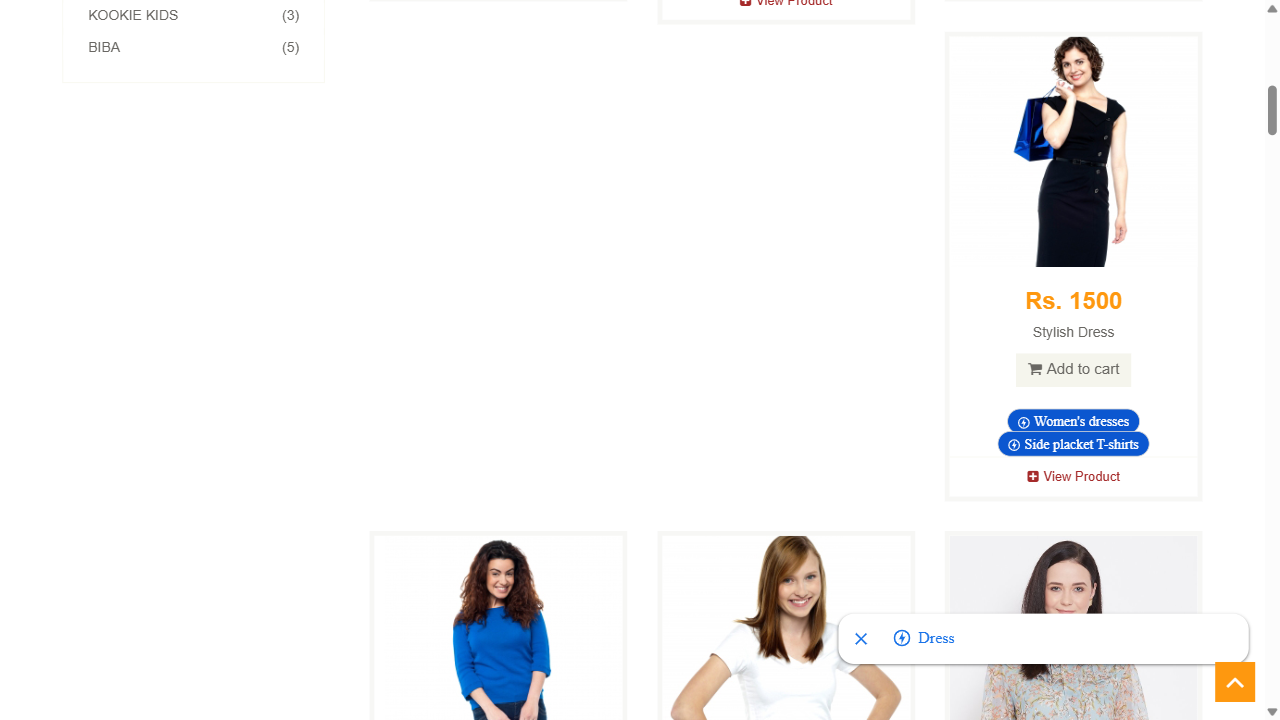 KOOKIE KIDS (3)
BIBA (5)
View Product
Rs. 1500
Stylish Dress
Add to cart
Women's dresses
Side placket T-shirts
View Product
Dress